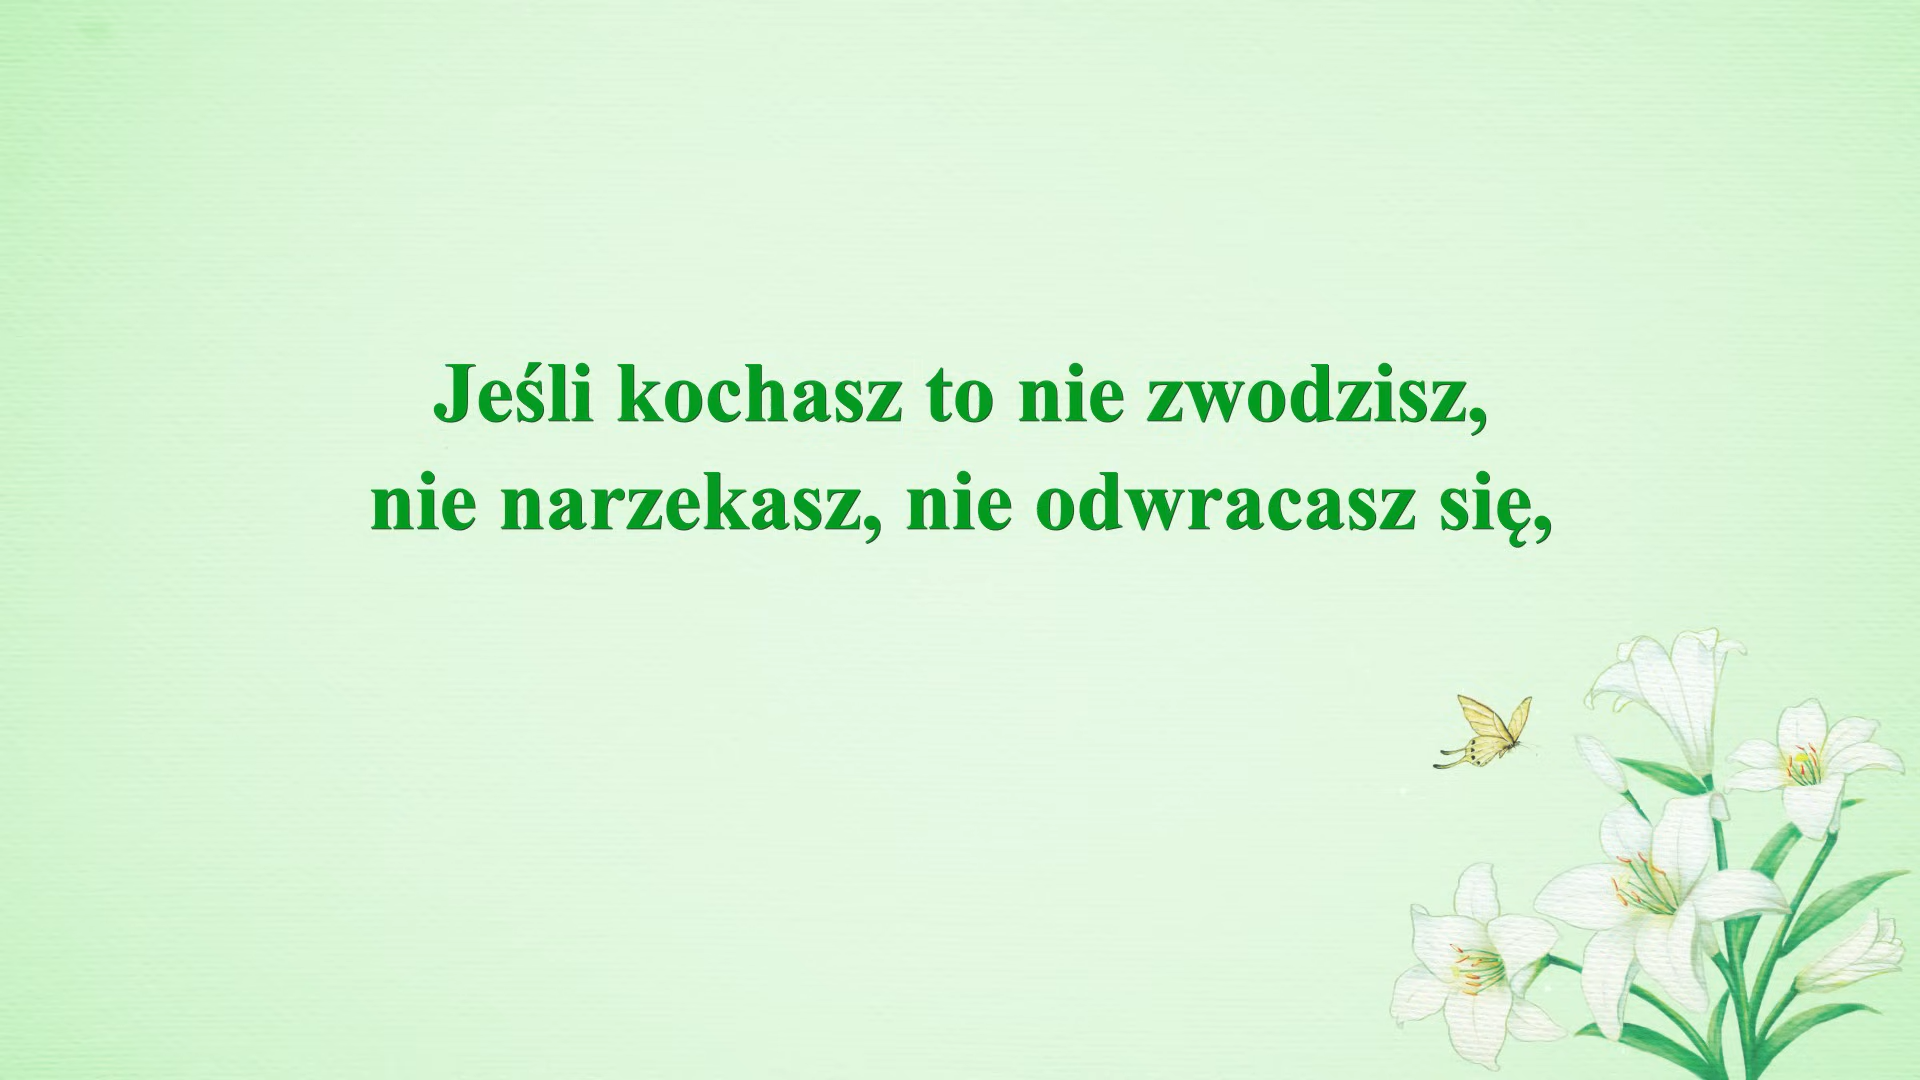 Jeśli kochasz to nie zwodzisz,
nie narzekasz, nie odwracasz się,